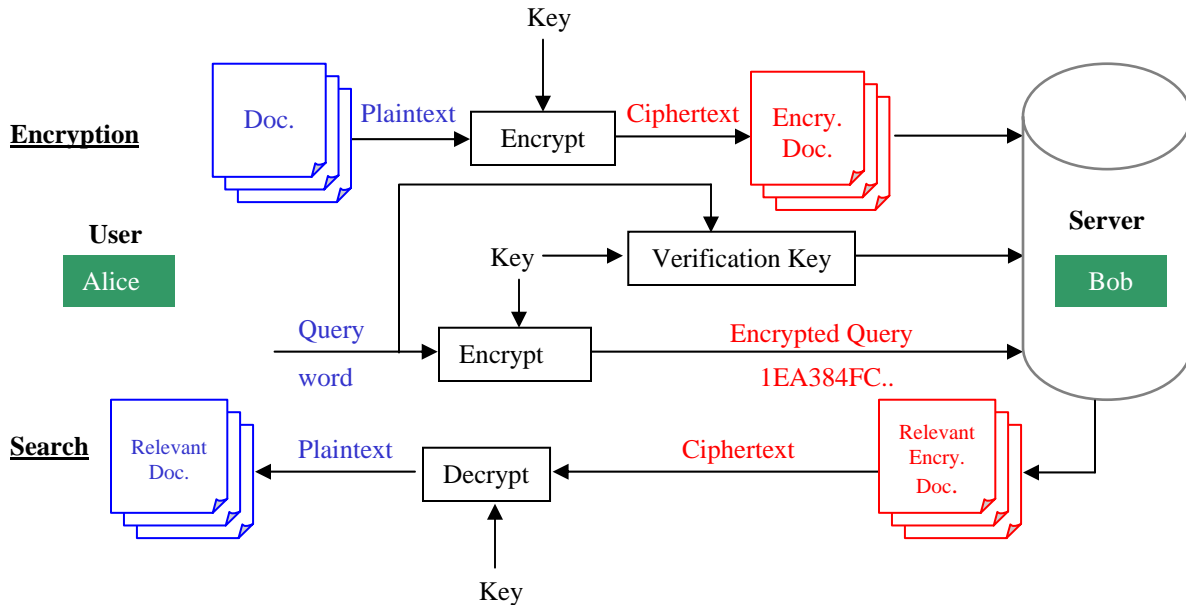 Key
Doc.
Plaintext
Encrypt
Ciphertext
Encry.
Doc.
Encryption
User
Alice
Key
Verification Key
Server
Bob
Query
word
Encrypt
Encrypted Query
1EA384FC..
Search
Relevant
Doc.
Plaintext
Decrypt
Ciphertext
Relevant
Encry.
Doc.
Key